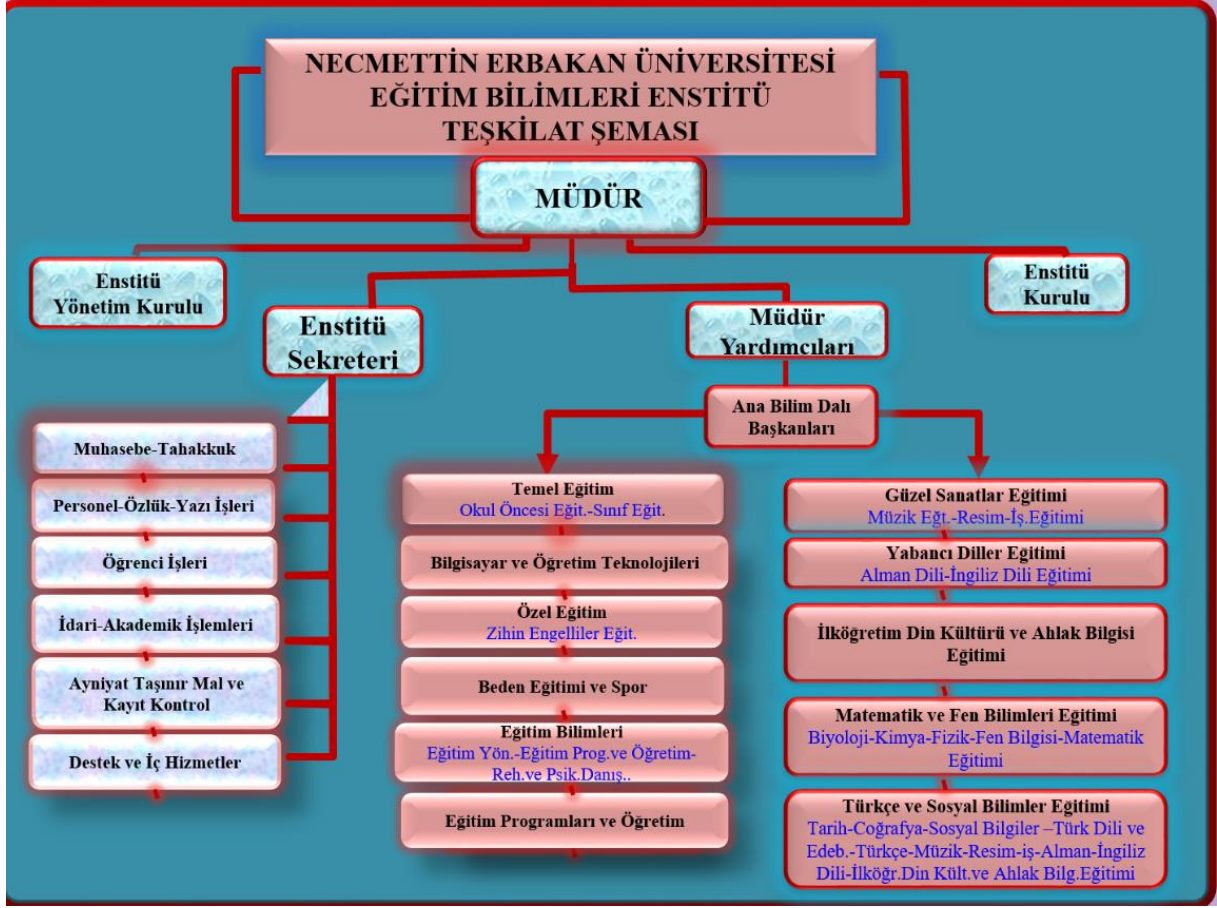 NECMETTİN ERBAKAN ÜNİVERSİTESİ
EĞİTİM BİLİMLERİ ENSTİTÜ
TEŞKİLAT ŞEMASI
MÜDÜR
Enstitü
Yönetim Kurulu
Enstitü
Kurulu
Enstitü
Sekreteri
Müdür
Yardımcıları
Ana Bilim Dalı
Başkanları
Muhasebe-Tahakkuk
Personel-Özlük-Yazı İşleri
Öğrenci İşleri
İdari-Akademik İşlemleri
Ayniyat Taşınır Mal ve
Kayıt Kontrol
Destek ve İç Hizmetler
Temel Eğitim
Okul Öncesi Eğit.-Sınıf Eğit.
Bilgisayar ve Öğretim Teknolojileri
Özel Eğitim
Zihin Engelliler Eğit.
Beden Eğitimi ve Spor
Eğitim Bilimleri
Eğitim Yön.-Eğitim Prog.ve Öğretim-
Reh.ve Psik.Danış..
Eğitim Programları ve Öğretim
Güzel Sanatlar Eğitimi
Müzik Eğt.-Resim-İş.Eğitimi
Yabancı Diller Eğitimi
Alman Dili-İngiliz Dili Eğitimi
İlköğretim Din Kültürü ve Ahlak Bilgisi
Eğitimi
Matematik ve Fen Bilimleri Eğitimi
Biyoloji-Kimya-Fizik-Fen Bilgisi-Matematik
Eğitimi
Türkçe ve Sosyal Bilimler Eğitimi
Tarih-Coğrafya-Sosyal Bilgiler –Türk Dili ve
Edeb.-Türkçe-Müzik-Resim-iş-Alman-İngiliz
Dili-İlköğr.Din Kült.ve Ahlak Bilg.Eğitimi